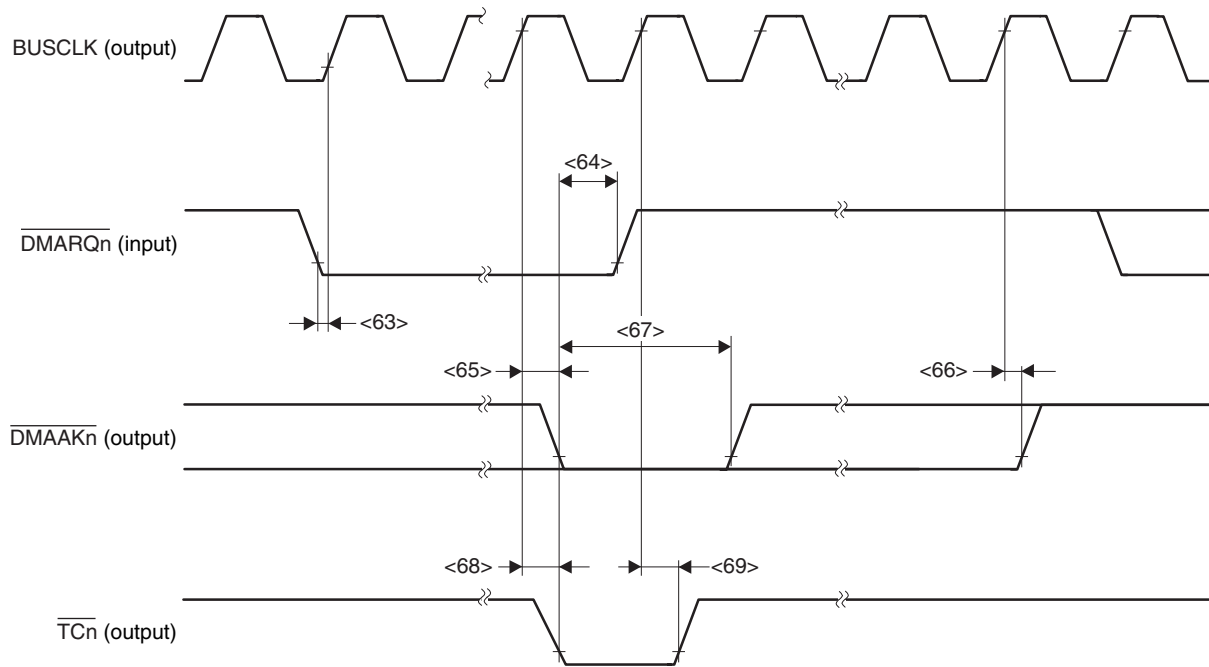 BUSCLK (output)
<64>
DMARQn (input)
<63>
<67>
<65>
<66>
DMAAKn (output)
<68>
<69>
TCn (output)